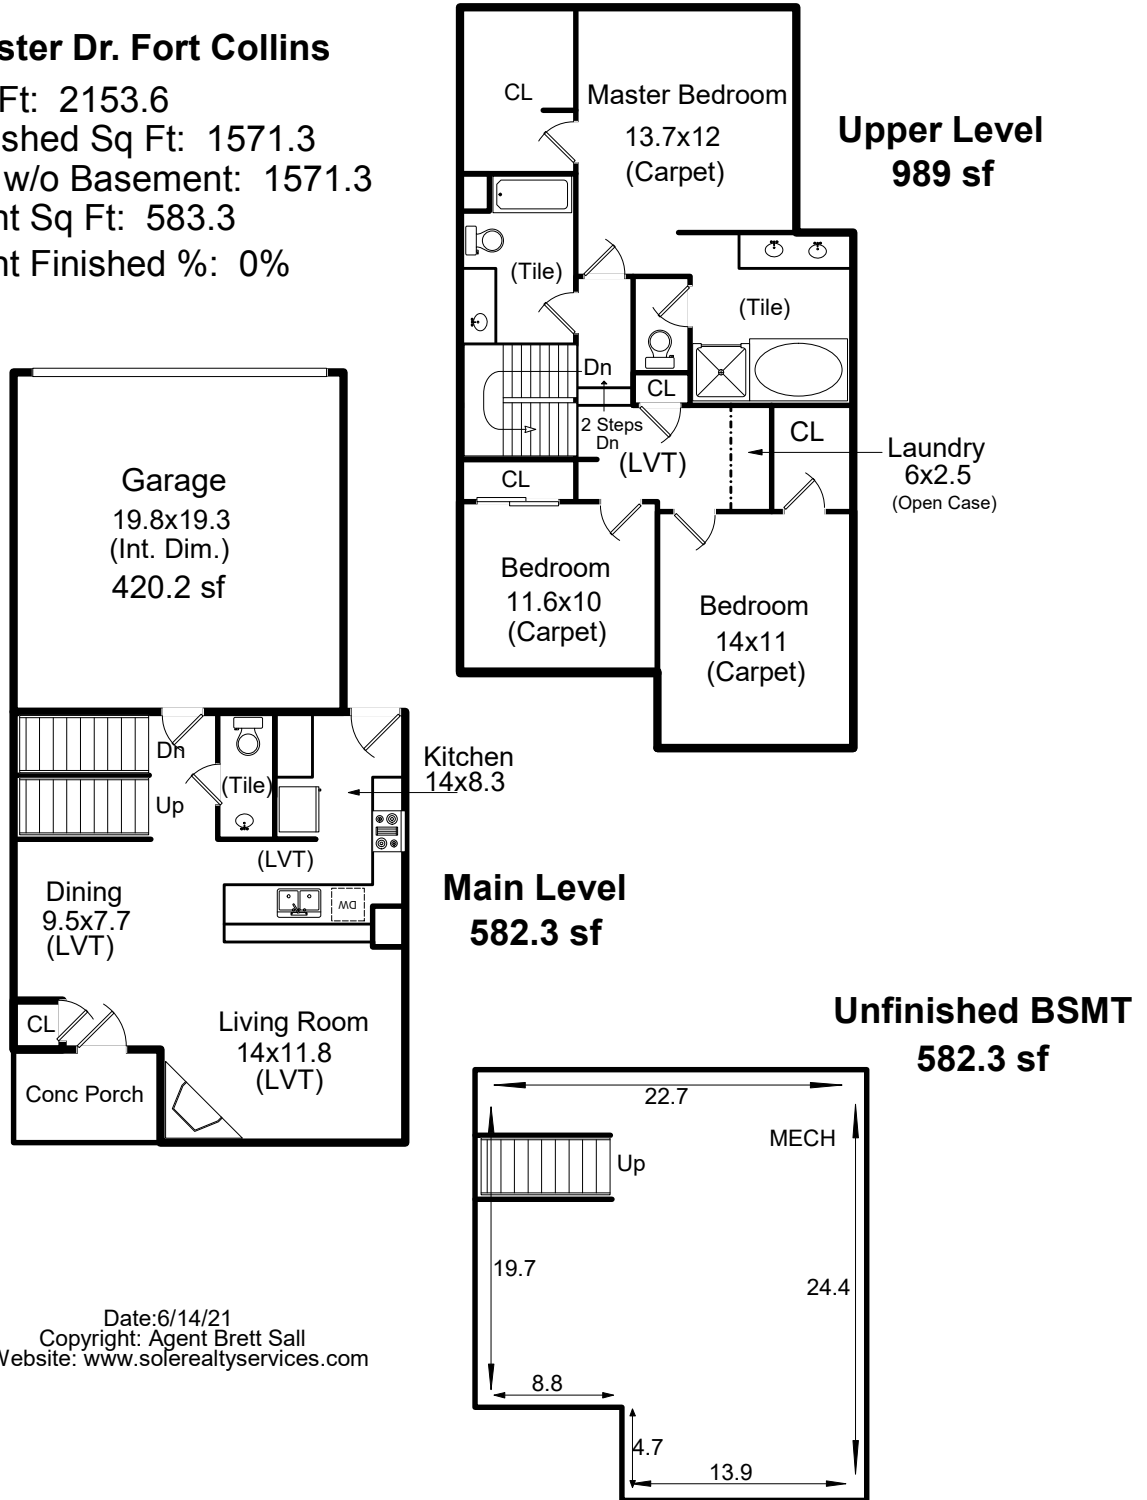 ster Dr. Fort Collins
Ft: 2153.6
shed Sq Ft: 1571.3
w/o Basement: 1571.3
nt Sq Ft: 583.3
nt Finished %: 0%
CL
Master Bedroom
13.7x12
(Carpet)
Upper Level
989 sf
(Tile)
(Tile)
Dn
CL
2 Steps
Dn
(LVT)
CL
CL
Laundry
6x2.5
(Open Case)
Bedroom
11.6x10
(Carpet)
Bedroom
14x11
(Carpet)
Garage
19.8x19.3
(Int. Dim.)
420.2 sf
Dn
Up
(Tile)
Kitchen
14x8.3
(LVT)
DW
Dining
9.5x7.7
(LVT)
Main Level
582.3 sf
CL
Living Room
14x11.8
(LVT)
Conc Porch
Unfinished BSMT
582.3 sf
22.7
MECH
Up
19.7
24.4
8.8
4.7
13.9
Date:6/14/21
Copyright: Agent Brett Sall
Website: www.solerealtyservices.com